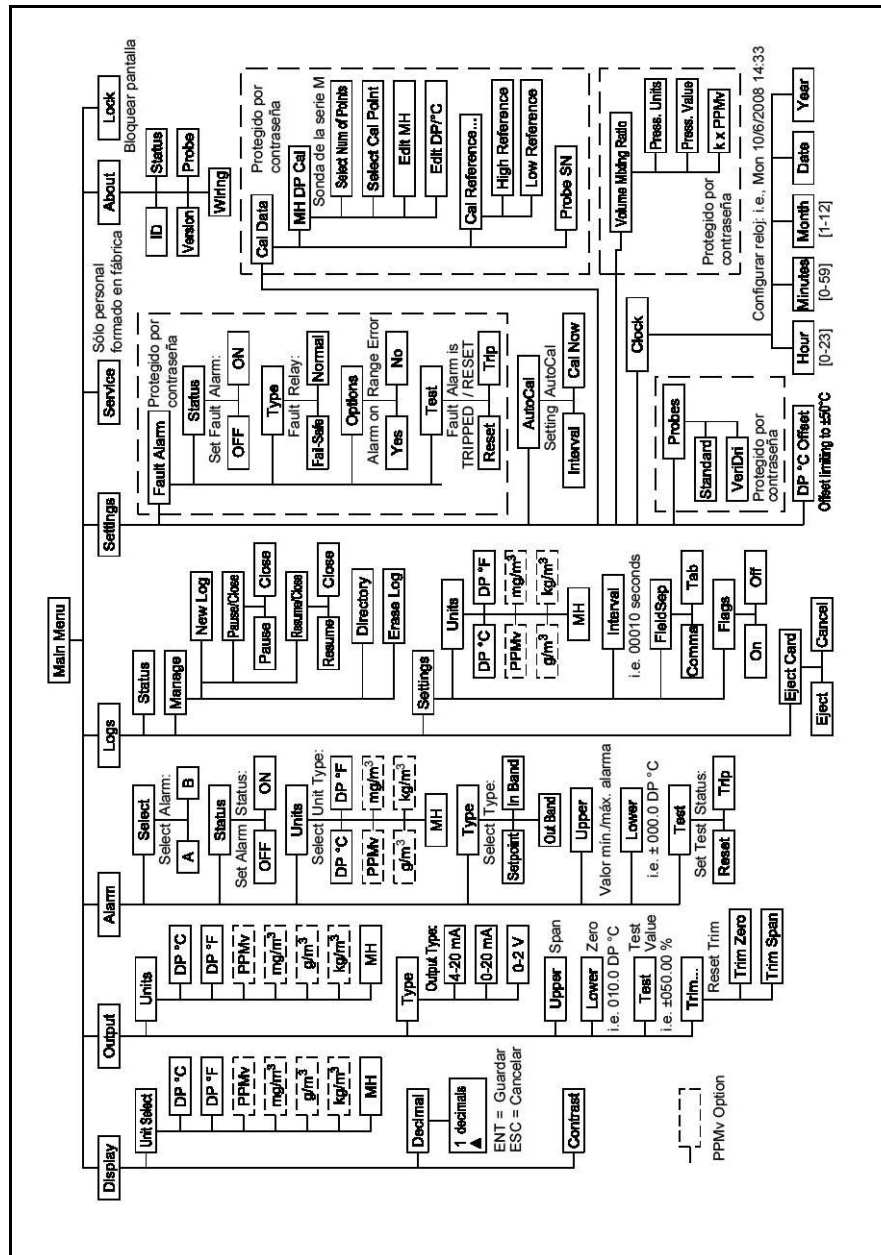 Main Menu
Display
Unit Select
DP °C
DP °F
PPMv
mg/m³
g/m³
kg/m³
MH
Decimal
1 decimals
▲
ENT = Guardar
ESC = Cancelar
Contrast
PPMv Option
Output
Units
DP °C
DP °F
PPMv
mg/m³
g/m³
kg/m³
MH
Type
Output Type:
4-20 mA
0-20 mA
0-2 V
Upper Span
Lower Zero
i.e. 010.0 DP °C
Test Test Value
i.e. ±050.00 %
Trim...
Reset Trim
Trim Zero
Trim Span
Alarm
Select
Select Alarm:
A B
Status
Set Alarm Status:
OFF ON
Units
Select Unit Type:
DP °C DP °F
PPMv mg/m³
g/m³ kg/m³
MH
Type
Select Type:
Setpoint In Band
Out Band
Upper
Valor mín./máx. alarma
Lower
i.e. ± 000.0 DP °C
Test
Set Test Status:
Reset Trip
Logs
Status
Manage
New Log
Pause/Close
Pause Close
Resume/Close
Resume Close
Directory
Erase Log
Settings
Units
DP °C DP °F
PPMv mg/m³
g/m³ kg/m³
MH
Interval
i.e. 00010 seconds
FieldSep
Comma Tab
Flags
On Off
Eject Card
Eject Cancel
Settings
Fault Alarm
Protegido por
contraseña
Status
Set Fault Alarm:
OFF ON
Type
Fault Relay:
Fail-Safe Normal
Options
Alarm on Range Error
Yes No
Test
Fault Alarm is
TRIPPED / RESET
Reset Trip
AutoCal
Setting AutoCal
Interval Cal Now
Cal Data
Protegido por
contraseña
MH DP Cal
Sonda de la serie M
Select Num of Points
Select Cal Point
Edit MH
Edit DP/°C
Cal Reference...
High Reference
Low Reference
Probe SN
Volume Mixing Ratio
Press. Units
Press. Value
k x PPMv
Protegido por
contraseña
Clock
Configurar reloj: i.e., Mon 10/6/2008 14:33
Hour Minutes Month Date Year
[0-23] [0-59] [1-12]
Probes
Standard
VeriDri
Protegido por
contraseña
DP °C Offset
Offset limiting to ±50°C
Service
Sólo personal
formado en fábrica
About
ID Status
Version Probe
Wiring
Lock
Bloquear pantalla